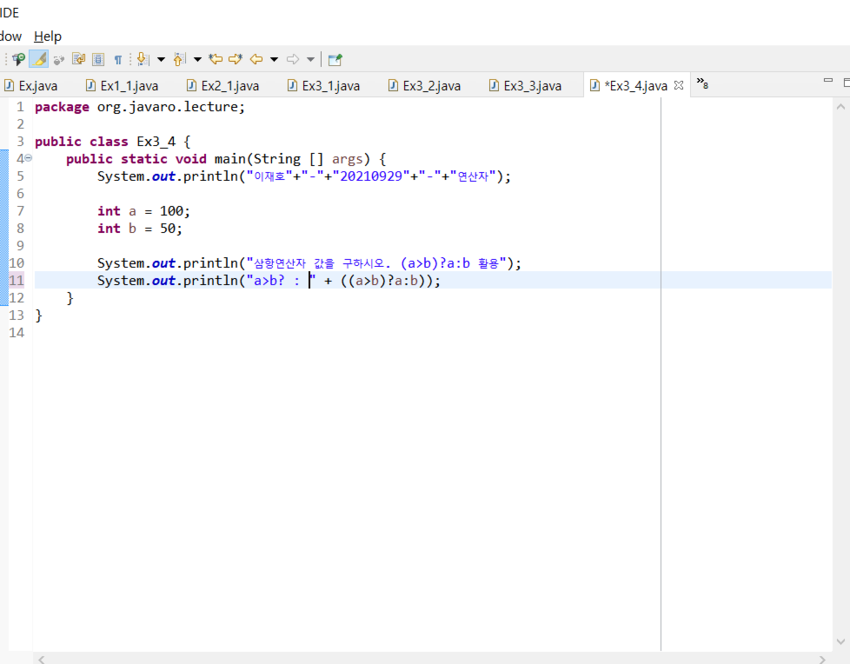 IDE
dow Help
Ex.java Ex1_1.java Ex2_1.java Ex3_1.java Ex3_2.java Ex3_3.java *Ex3_4.java »8
1 package org.javaro.lecture;
2
3 public class Ex3_4 {
4 public static void main(String [] args) {
5 System.out.println("이재호"+"-"+"20210929"+"-"+"연산자");
6
7 int a = 100;
8 int b = 50;
9
10 System.out.println("삼항연산자 값을 구하시오. (a>b)?a:b 활용");
11 System.out.println("a>b? : " + ((a>b)?a:b));
12 }
13 }
14